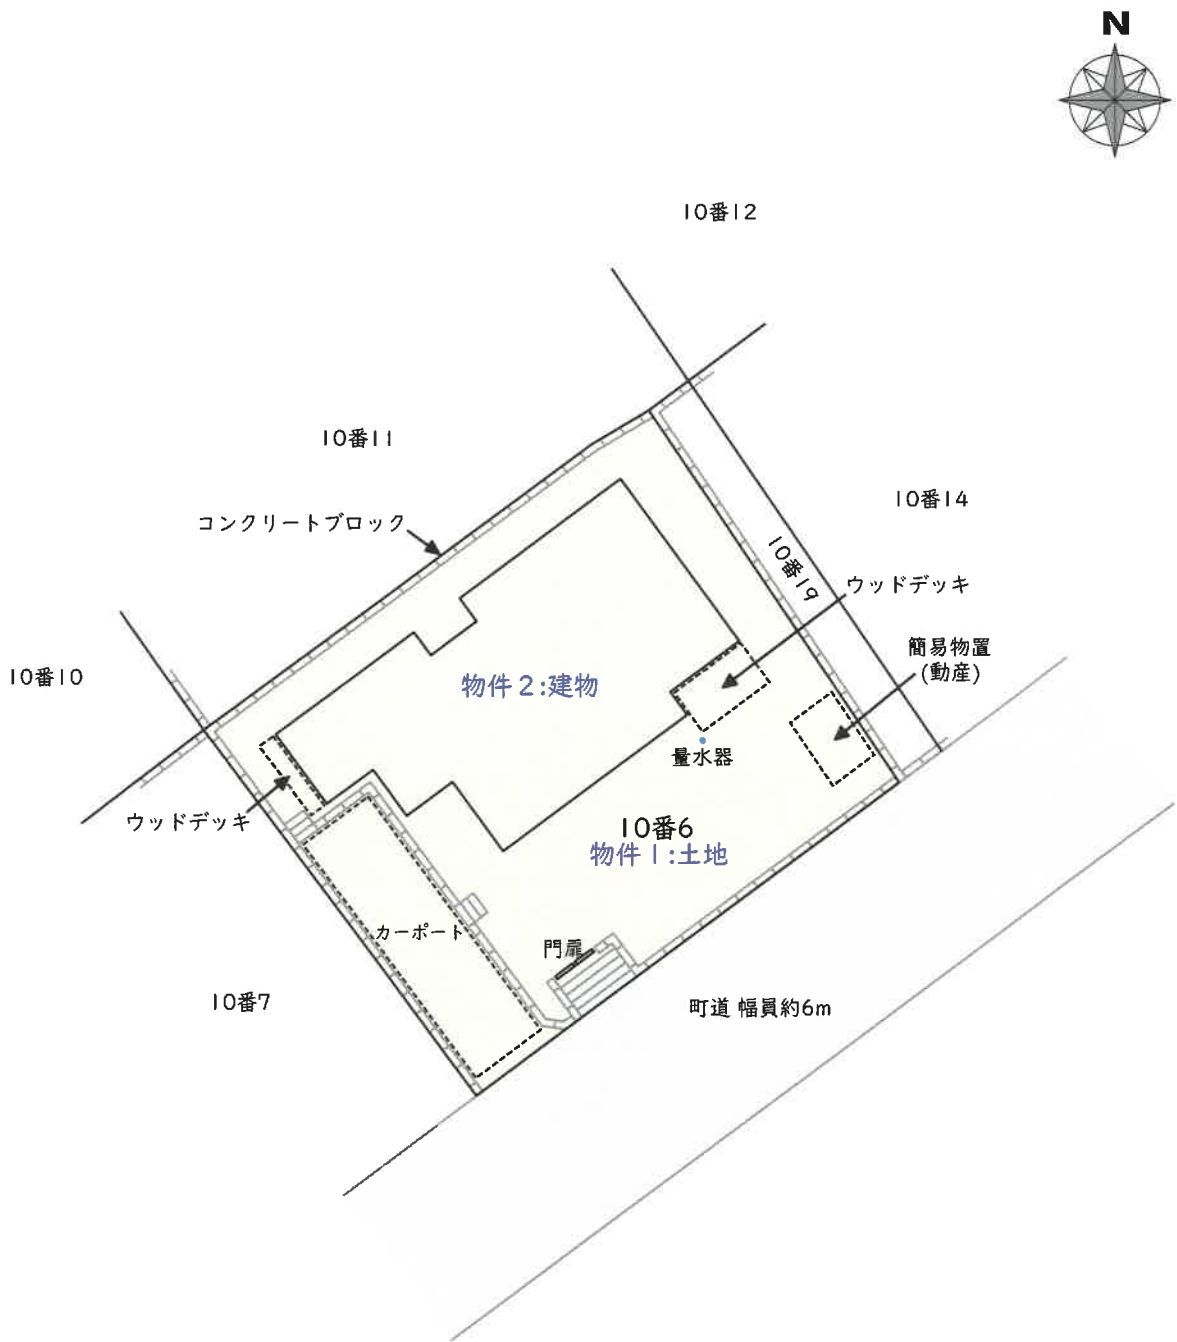 N
10番12
10番11
10番14
コンクリートブロック
10番19
ウッドデッキ
簡易物置
(動産)
10番10
物件2:建物
量水器
ウッドデッキ
10番6
物件1:土地
カーポート
門扉
10番7
町道 幅員約6m